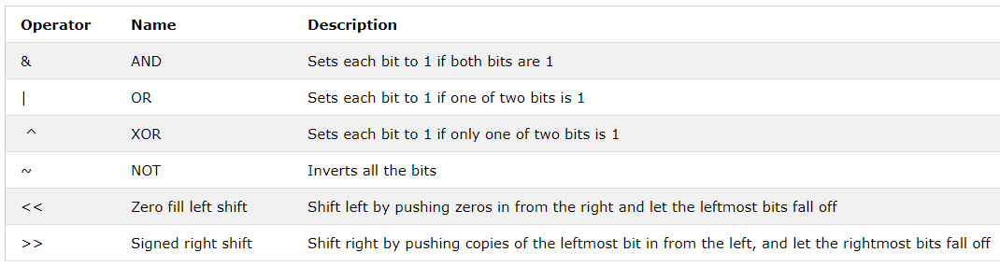 Operator Name Description
& AND Sets each bit to 1 if both bits are 1
| OR Sets each bit to 1 if one of two bits is 1
^ XOR Sets each bit to 1 if only one of two bits is 1
~ NOT Inverts all the bits
<< Zero fill left shift Shift left by pushing zeros in from the right and let the leftmost bits fall off
>> Signed right shift Shift right by pushing copies of the leftmost bit in from the left, and let the rightmost bits fall off